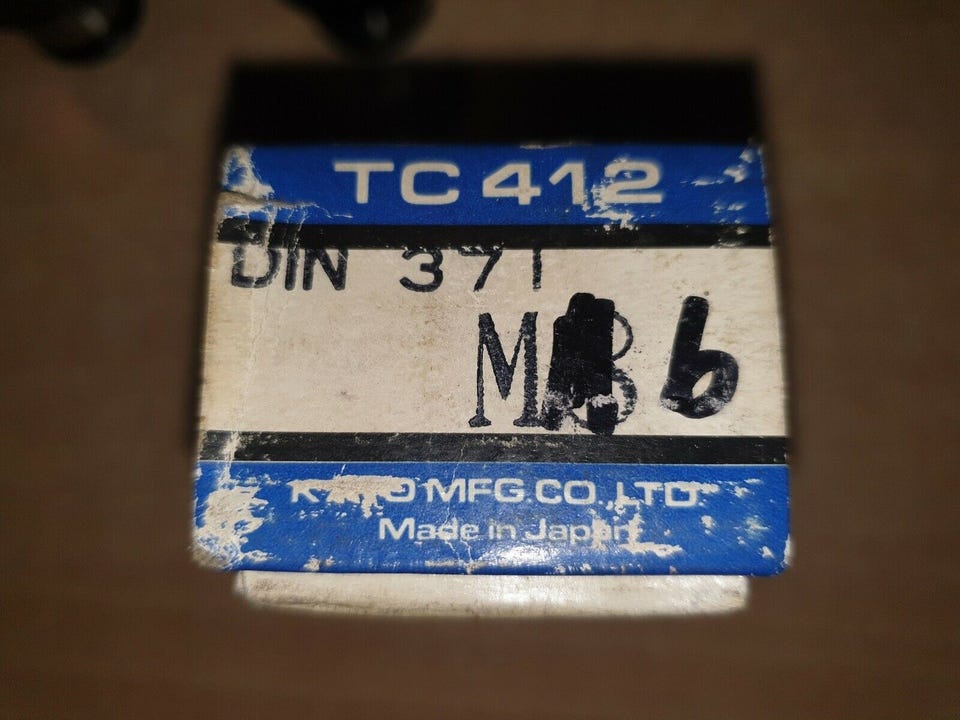 TC 412
DIN 371
M 6
MFG. CO., LTD
Made in Japan